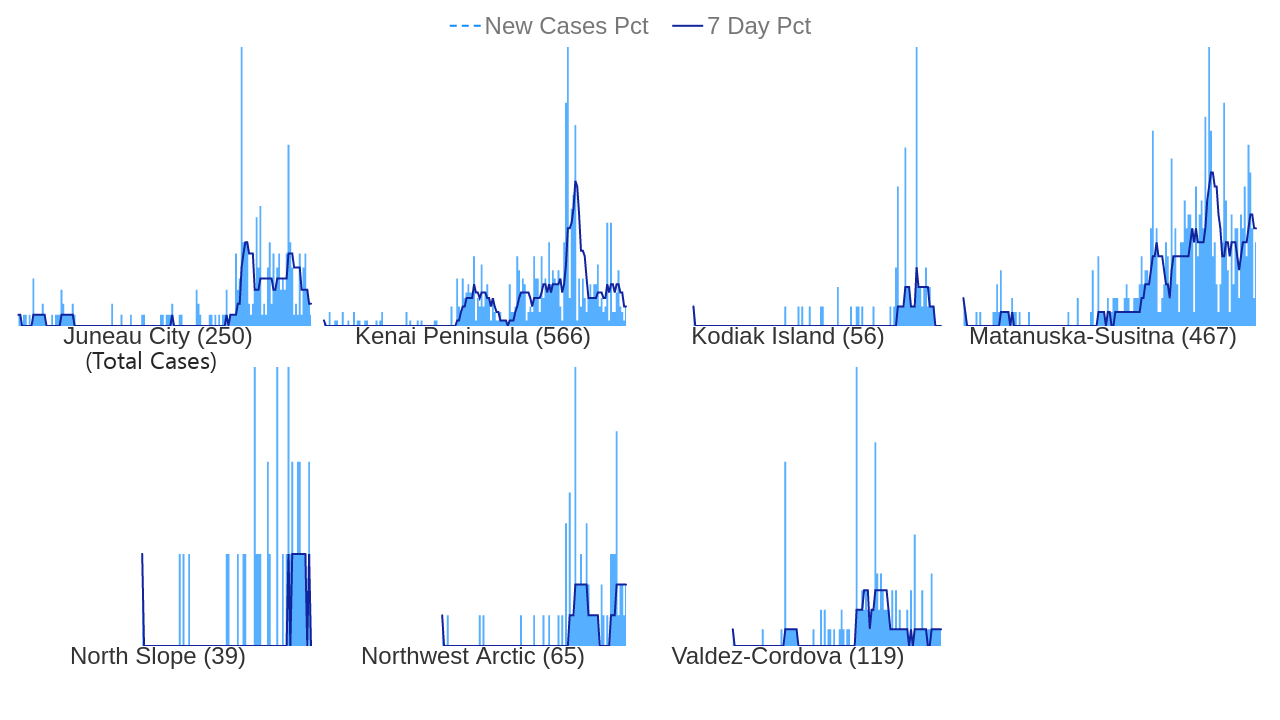 New Cases Pct 7 Day Pct
Juneau City (250) Kenai Peninsula (566) Kodiak Island (56) Matanuska-Susitna (467)
(Total Cases)
North Slope (39) Northwest Arctic (65) Valdez-Cordova (119)